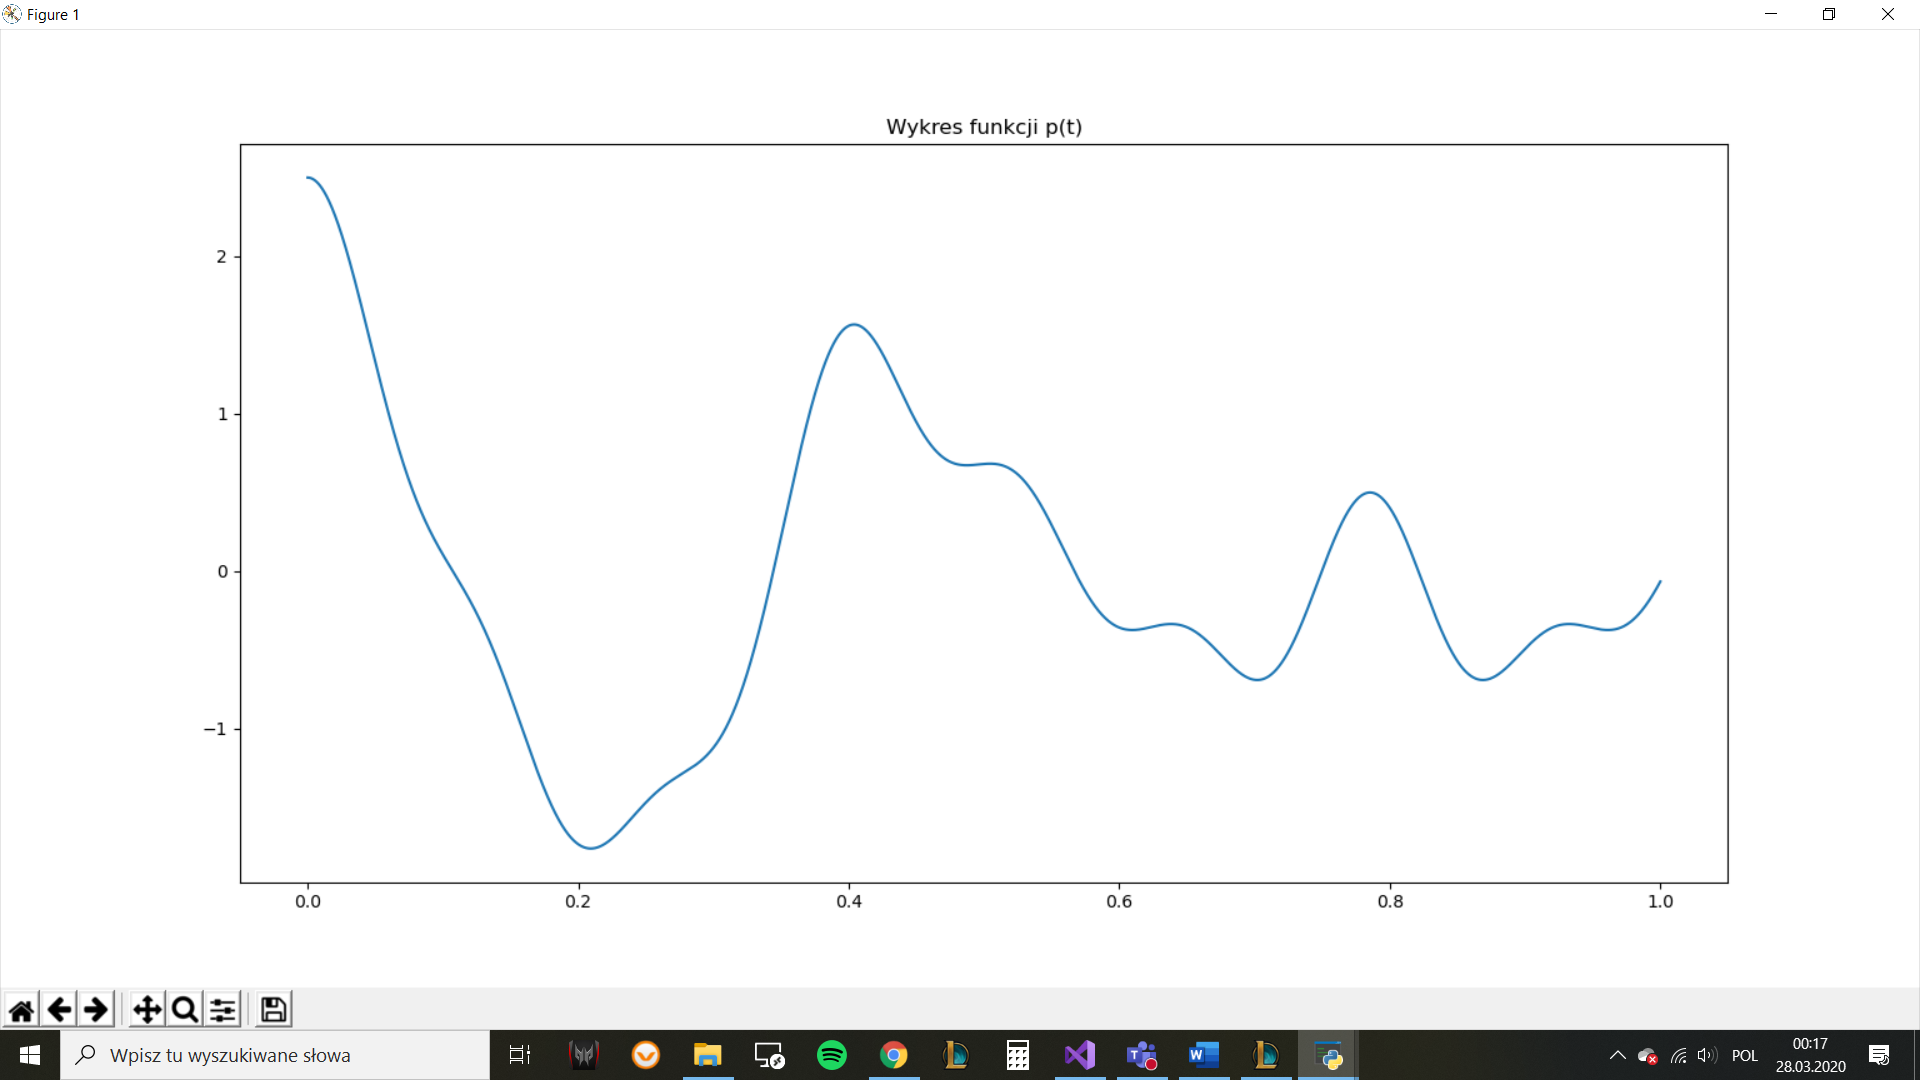 Figure 1
Wykres funkcji p(t)
2
1
0
−1
0.0 0.2 0.4 0.6 0.8 1.0
Wpisz tu wyszukiwane słowa
POL
00:17
28.03.2020